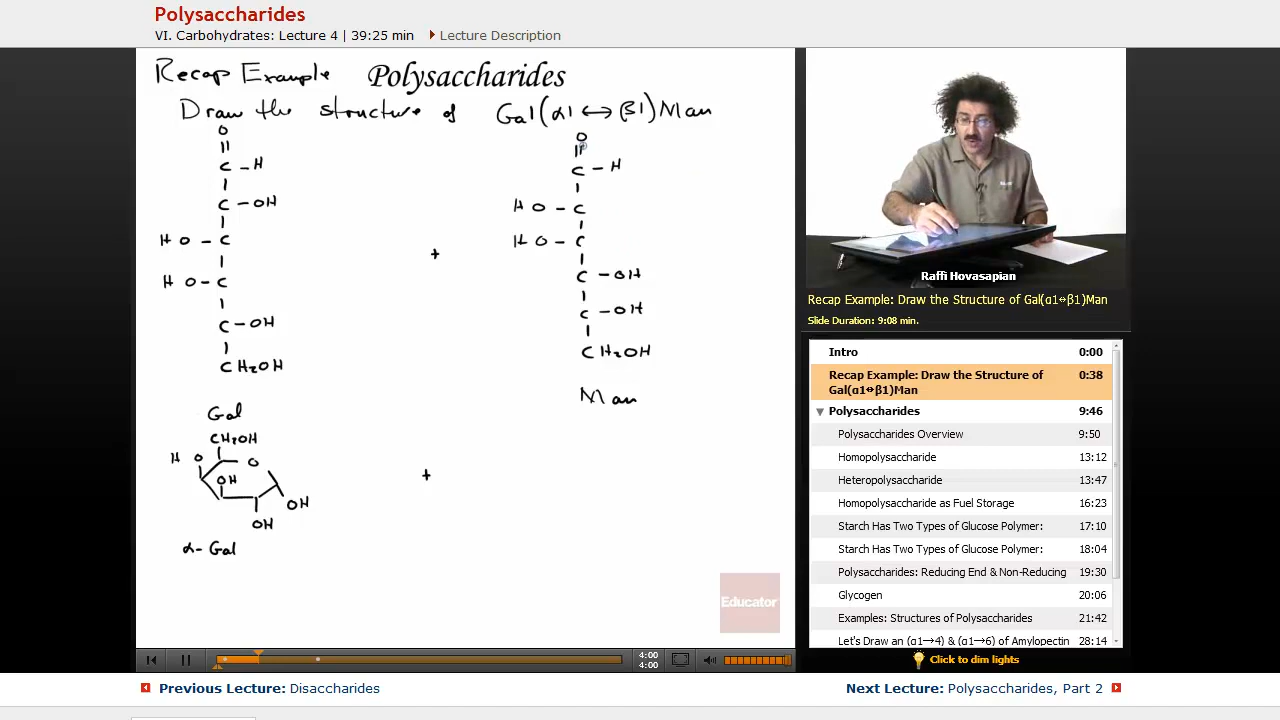 Polysaccharides
VI. Carbohydrates: Lecture 4 | 39:25 min
Lecture Description
Recap Example Polysaccharides
Draw the structure of Gal(α1↔β1)Man
O
C-H
C-OH
HO-C
HO-C
C-OH
CH2OH
Gal
+
O
C-H
HO-C
HO-C
C-OH
C-OH
CH2OH
Man
CH2OH
H O O
OH
OH
OH
α-Gal
+
Educator
Raffi Hovasapian
Recap Example: Draw the Structure of Gal(α1↔β1)Man
Slide Duration: 9:08 min.
Intro 0:00
Recap Example: Draw the Structure of 0:38
Gal(α1↔β1)Man
Polysaccharides 9:46
Polysaccharides Overview 9:50
Homopolysaccharide 13:12
Heteropolysaccharide 13:47
Homopolysaccharide as Fuel Storage 16:23
Starch Has Two Types of Glucose Polymer: 17:10
Starch Has Two Types of Glucose Polymer: 18:04
Polysaccharides: Reducing End & Non-Reducing 19:30
Glycogen 20:06
Examples: Structures of Polysaccharides 21:42
Let's Draw an (α1→4) & (α1→6) of Amylopectin 28:14
4:00
4:00
Click to dim lights
Previous Lecture: Disaccharides
Next Lecture: Polysaccharides, Part 2